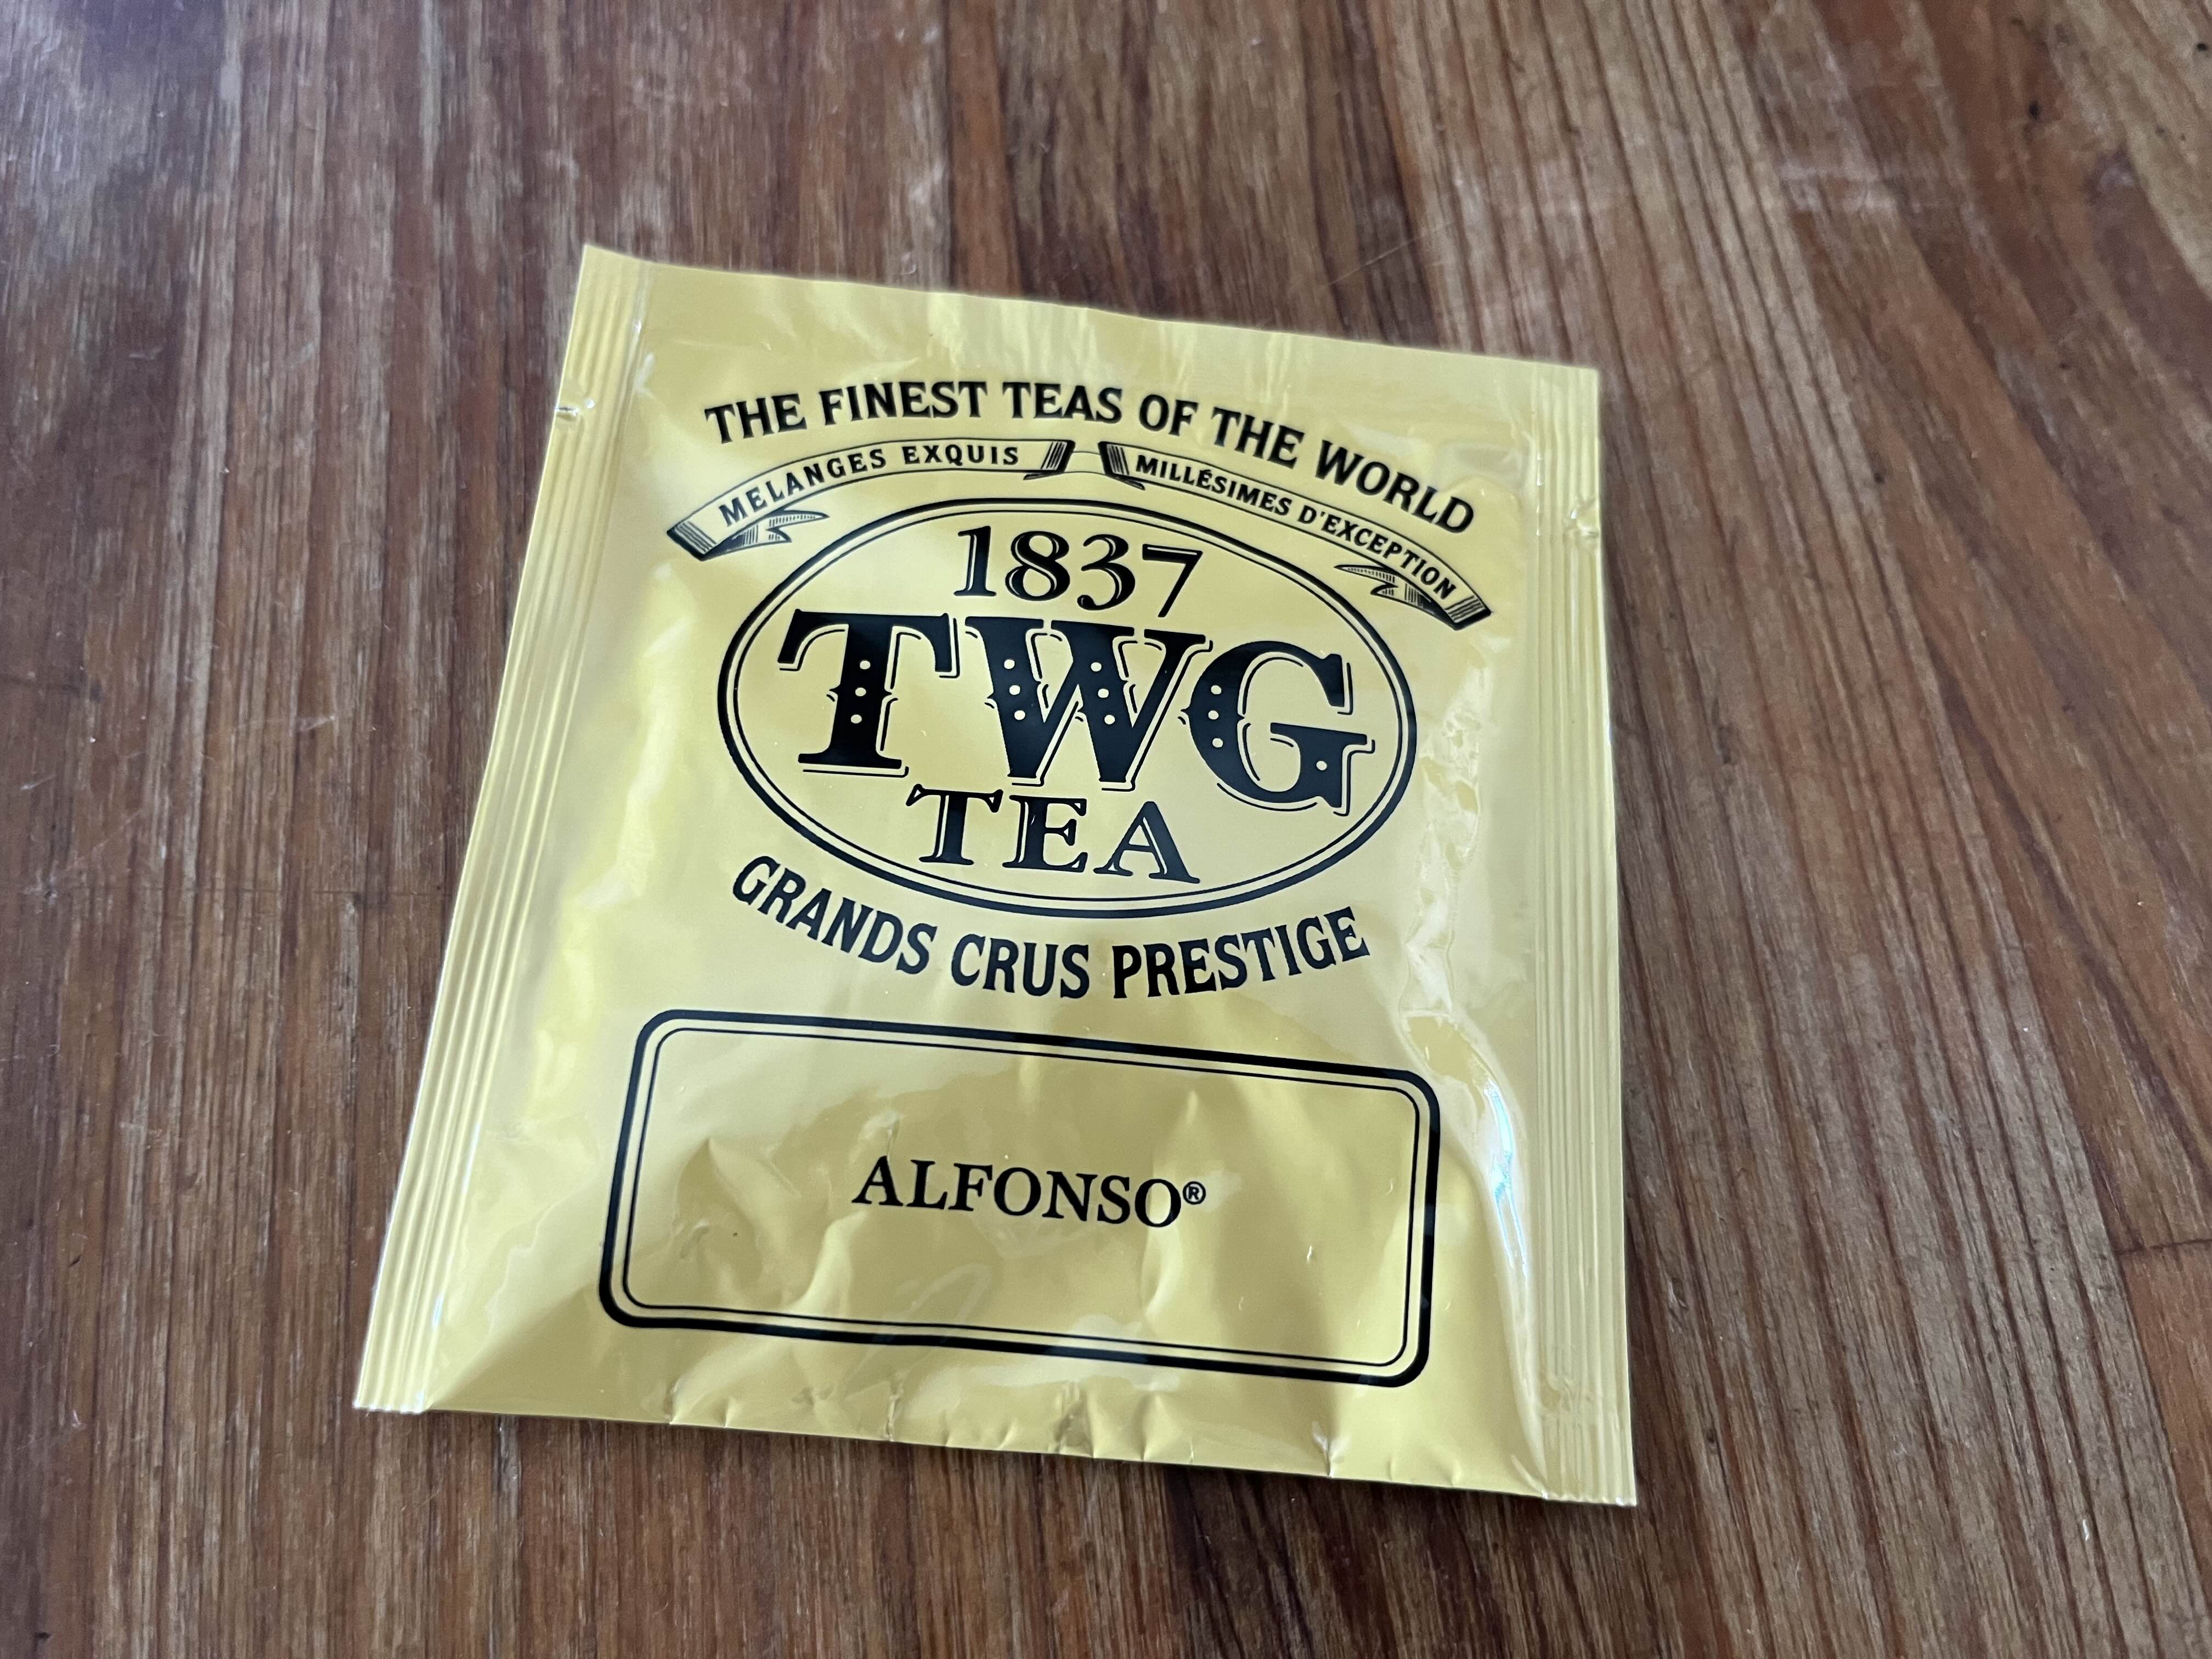 THE FINEST TEAS OF THE WORLD
MELANGES EXQUIS MILLÉSIMES D'EXCEPTION
1837
TWG
TEA
GRANDS CRUS PRESTIGE
ALFONSO®